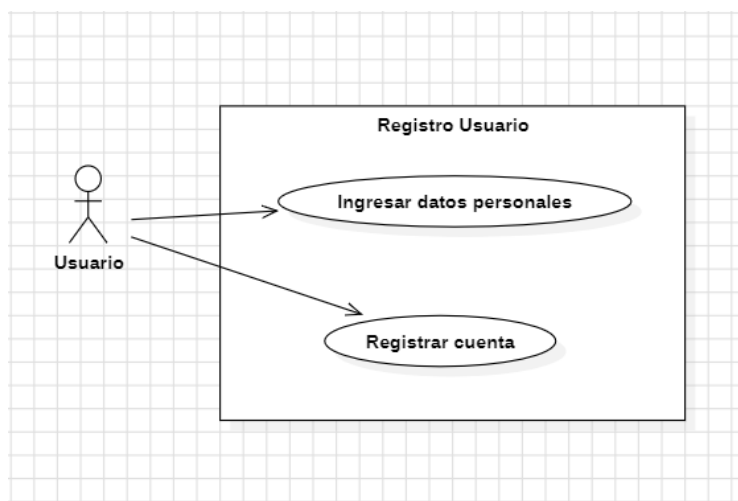 Registro Usuario
Ingresar datos personales
Usuario
Registrar cuenta